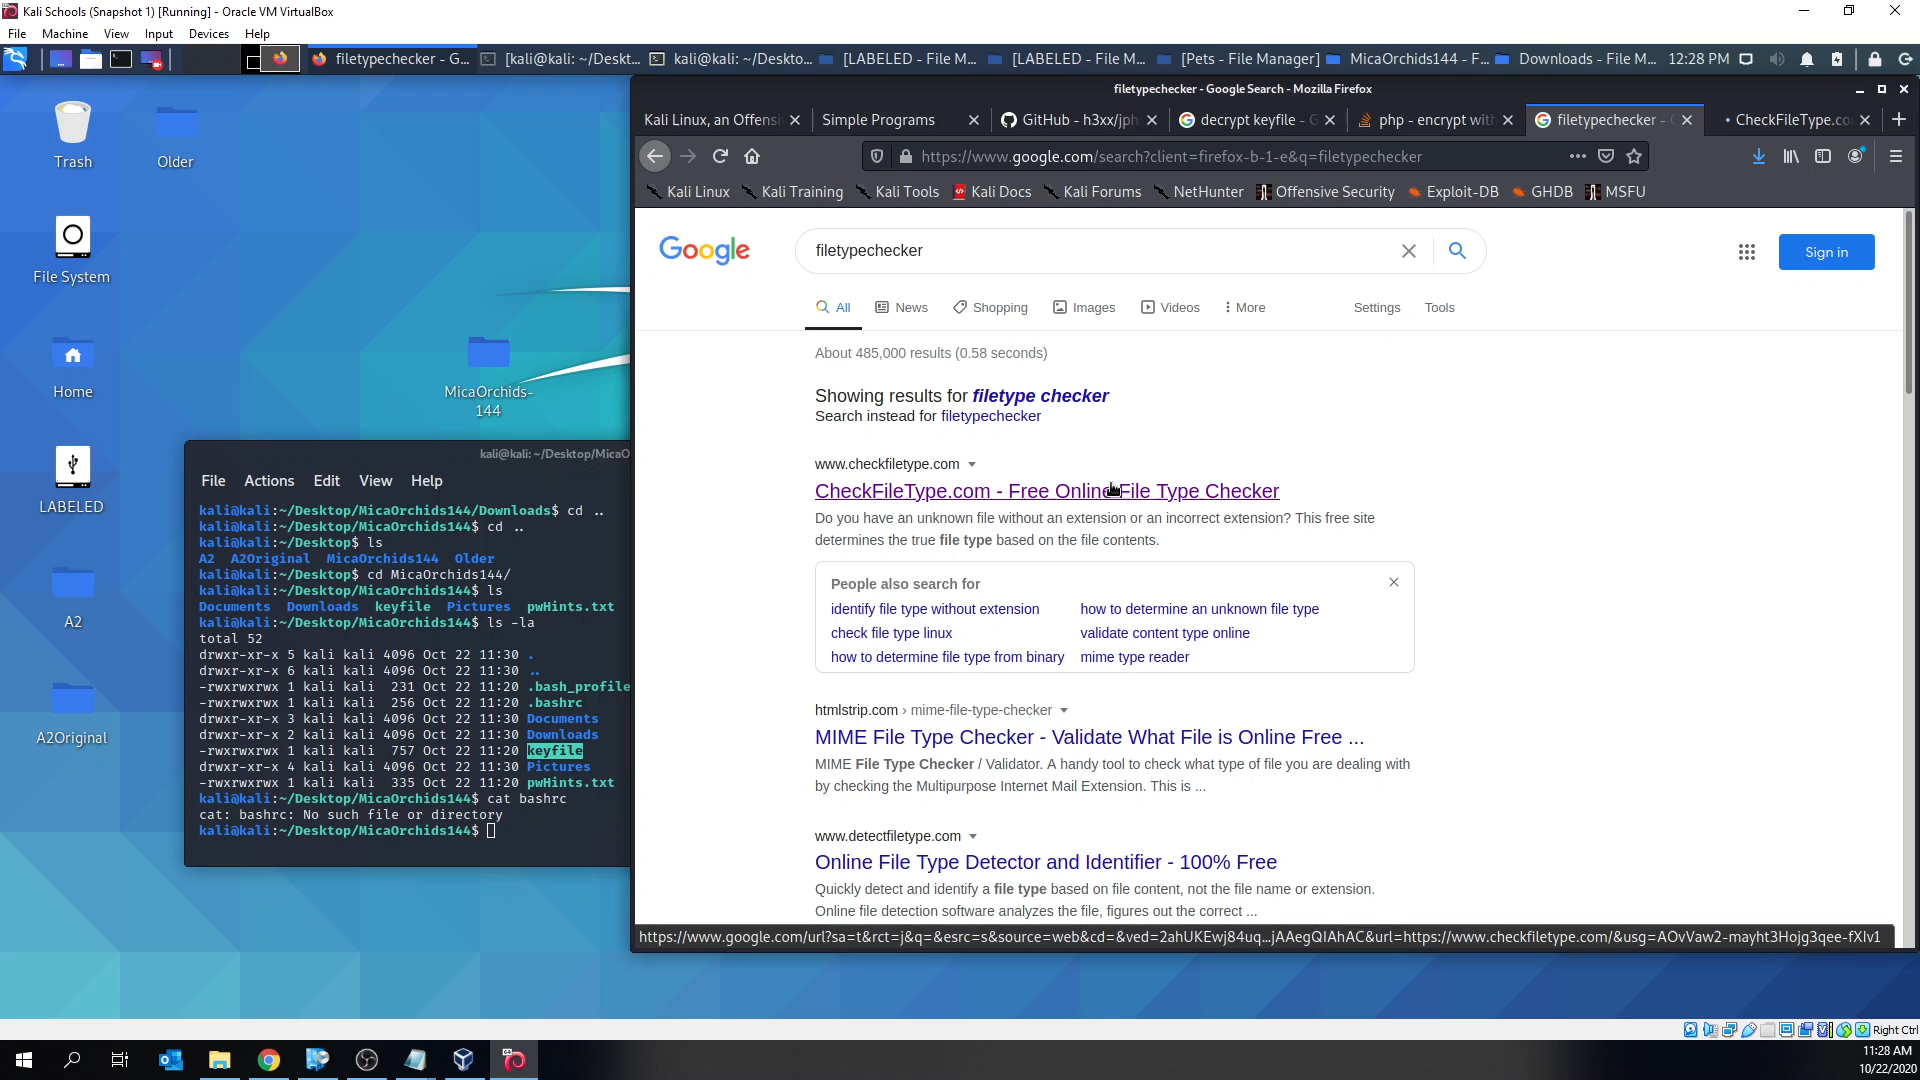 Kali Schools (Snapshot 1) [Running] - Oracle VM VirtualBox
File Machine View Input Devices Help
filetypechecker - G... [kali@kali: ~/Deskt... kali@kali: ~/Deskto... [LABELED - File M... [LABELED - File M... [Pets - File Manager] MicaOrchids144 - F... Downloads - File M... 12:28 PM
Trash
Older
File System
Home
LABELED
A2
A2Original
MicaOrchids-
144
kali@kali: ~/Desktop/MicaO
File Actions Edit View Help
kali@kali:~/Desktop/MicaOrchids144/Downloads$ cd ..
kali@kali:~/Desktop/MicaOrchids144$ cd ..
kali@kali:~/Desktop$ ls
A2 A2Original MicaOrchids144 Older
kali@kali:~/Desktop$ cd MicaOrchids144/
kali@kali:~/Desktop/MicaOrchids144$ ls
Documents Downloads keyfile Pictures pwHints.txt
kali@kali:~/Desktop/MicaOrchids144$ ls -la
total 52
drwxr-xr-x 5 kali kali 4096 Oct 22 11:30 .
drwxr-xr-x 6 kali kali 4096 Oct 22 11:30 ..
-rwxrwxrwx 1 kali kali 231 Oct 22 11:20 .bash_profile
-rwxrwxrwx 1 kali kali 256 Oct 22 11:20 .bashrc
drwxr-xr-x 3 kali kali 4096 Oct 22 11:30 Documents
drwxr-xr-x 2 kali kali 4096 Oct 22 11:30 Downloads
-rwxrwxrwx 1 kali kali 757 Oct 22 11:20 keyfile
drwxr-xr-x 4 kali kali 4096 Oct 22 11:30 Pictures
-rwxrwxrwx 1 kali kali 335 Oct 22 11:20 pwHints.txt
kali@kali:~/Desktop/MicaOrchids144$ cat bashrc
cat: bashrc: No such file or directory
kali@kali:~/Desktop/MicaOrchids144$
filetypechecker - Google Search - Mozilla Firefox
Kali Linux, an Offensi Simple Programs GitHub - h3xx/jph decrypt keyfile - G php - encrypt with filetypechecker - G CheckFileType.co
https://www.google.com/search?client=firefox-b-1-e&q=filetypechecker
Kali Linux Kali Training Kali Tools Kali Docs Kali Forums NetHunter Offensive Security Exploit-DB GHDB MSFU
Google
filetypechecker
Sign in
All News Shopping Images Videos More Settings Tools
About 485,000 results (0.58 seconds)
Showing results for filetype checker
Search instead for filetypechecker
www.checkfiletype.com
CheckFileType.com - Free Online File Type Checker
Do you have an unknown file without an extension or an incorrect extension? This free site
determines the true file type based on the file contents.
People also search for
identify file type without extension how to determine an unknown file type
check file type linux validate content type online
how to determine file type from binary mime type reader
htmlstrip.com › mime-file-type-checker
MIME File Type Checker - Validate What File is Online Free ...
MIME File Type Checker / Validator. A handy tool to check what type of file you are dealing with
by checking the Multipurpose Internet Mail Extension. This is ...
www.detectfiletype.com
Online File Type Detector and Identifier - 100% Free
Quickly detect and identify a file type based on file content, not the file name or extension.
Online file detection software analyzes the file, figures out the correct ...
https://www.google.com/url?sa=t&rct=j&q=&esrc=s&source=web&cd=&ved=2ahUKEwj84uq...jAAegQIAhAC&url=https://www.checkfiletype.com/&usg=AOvVaw2-mayht3Hojg3qee-fXIv1
Right Ctrl
11:28 AM
10/22/2020